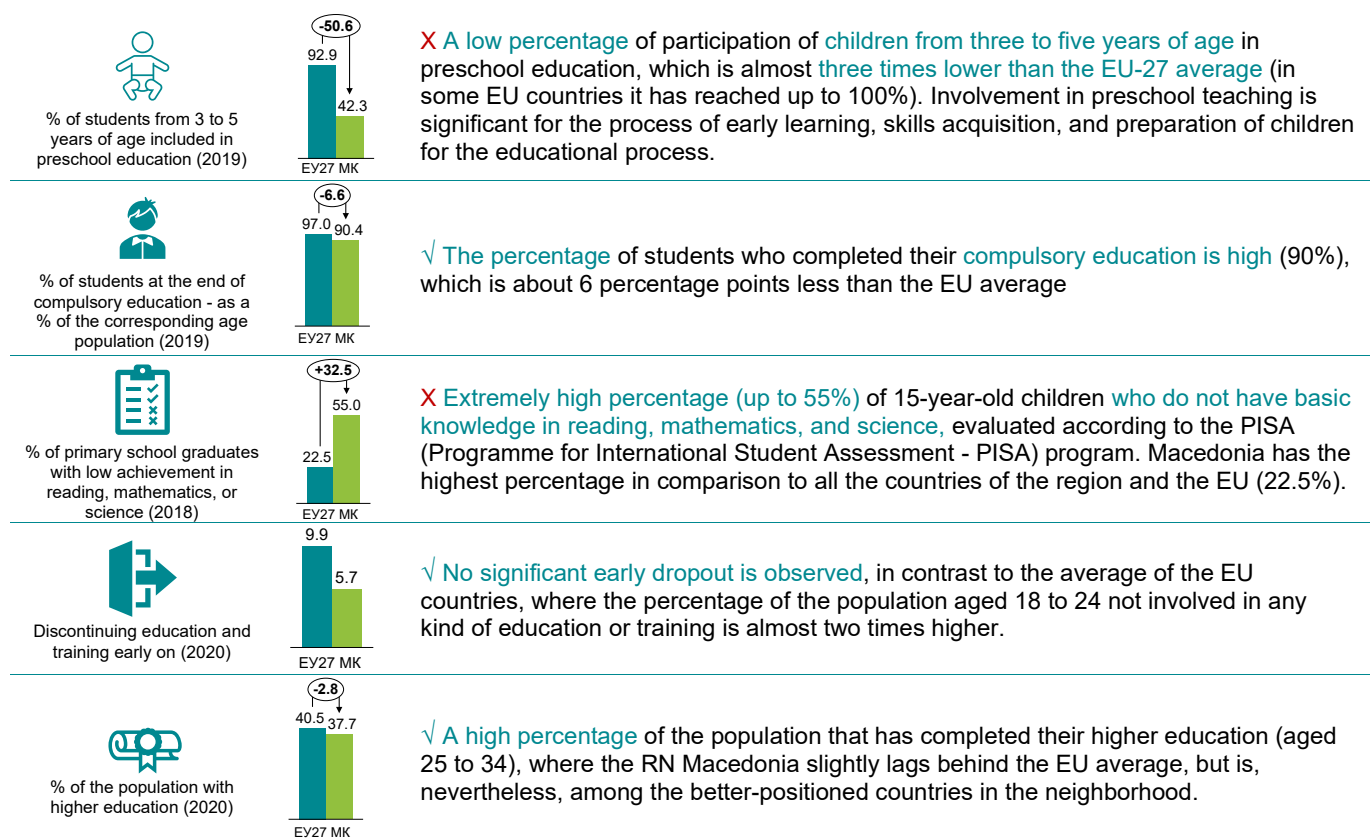 -50.6
92.9
42.3
ЕУ27 МК
% of students from 3 to 5
years of age included in
preschool education (2019)
X A low percentage of participation of children from three to five years of age in
preschool education, which is almost three times lower than the EU-27 average (in
some EU countries it has reached up to 100%). Involvement in preschool teaching is
significant for the process of early learning, skills acquisition, and preparation of children
for the educational process.
-6.6
97.0 90.4
ЕУ27 МК
% of students at the end of
compulsory education - as a
% of the corresponding age
population (2019)
√ The percentage of students who completed their compulsory education is high (90%),
which is about 6 percentage points less than the EU average
+32.5
55.0
22.5
ЕУ27 МК
% of primary school graduates
with low achievement in
reading, mathematics, or
science (2018)
X Extremely high percentage (up to 55%) of 15-year-old children who do not have basic
knowledge in reading, mathematics, and science, evaluated according to the PISA
(Programme for International Student Assessment - PISA) program. Macedonia has the
highest percentage in comparison to all the countries of the region and the EU (22.5%).
9.9
5.7
ЕУ27 МК
Discontinuing education and
training early on (2020)
√ No significant early dropout is observed, in contrast to the average of the EU
countries, where the percentage of the population aged 18 to 24 not involved in any
kind of education or training is almost two times higher.
-2.8
40.5 37.7
ЕУ27 МК
% of the population with
higher education (2020)
√ A high percentage of the population that has completed their higher education (aged
25 to 34), where the RN Macedonia slightly lags behind the EU average, but is,
nevertheless, among the better-positioned countries in the neighborhood.